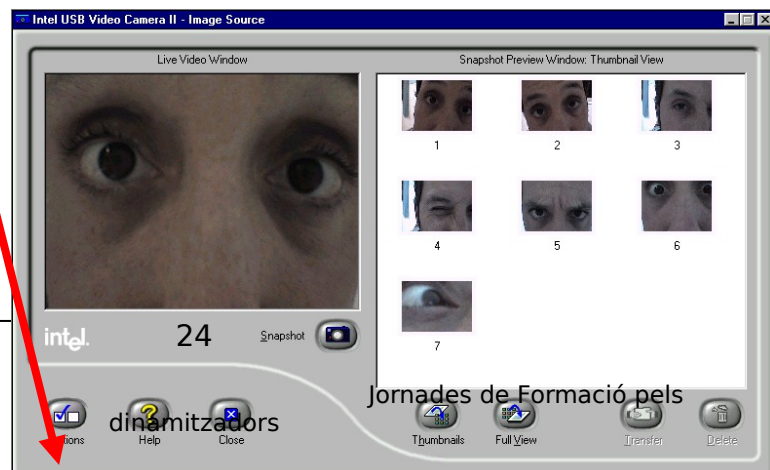 Intel USB Video Camera II - Image Source
Live Video Window
Snapshot Preview Window: Thumbnail View
1 2 3
4 5 6
7
intel. 24 Snapshot
Jornades de Formació pels
dinamitzadors
Help Close Thumbnails Full View Transfer Delete